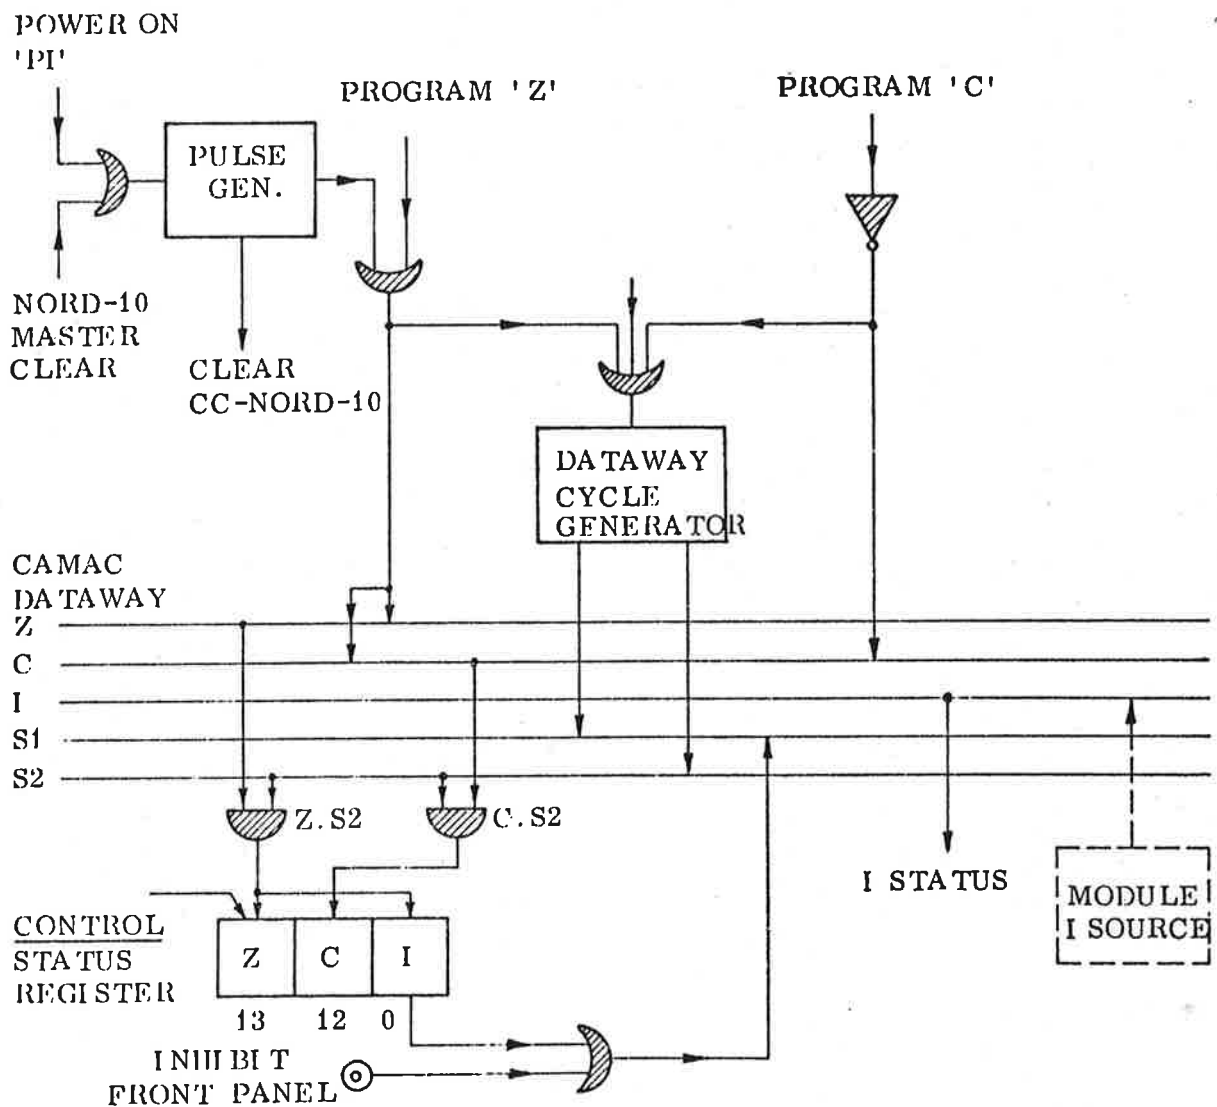 POWER ON
'PI'
PROGRAM 'Z'
PROGRAM 'C'
PULSE
GEN.
NORD-10
MASTER
CLEAR
CLEAR
CC-NORD-10
DATAWAY
CYCLE
GENERATOR
CAMAC
DATAWAY
Z
C
I
S1
S2
Z.S2
C.S2
I STATUS
MODULE
I SOURCE
CONTROL
STATUS
REGISTER
Z C I
13 12 0
INHIBIT
FRONT PANEL